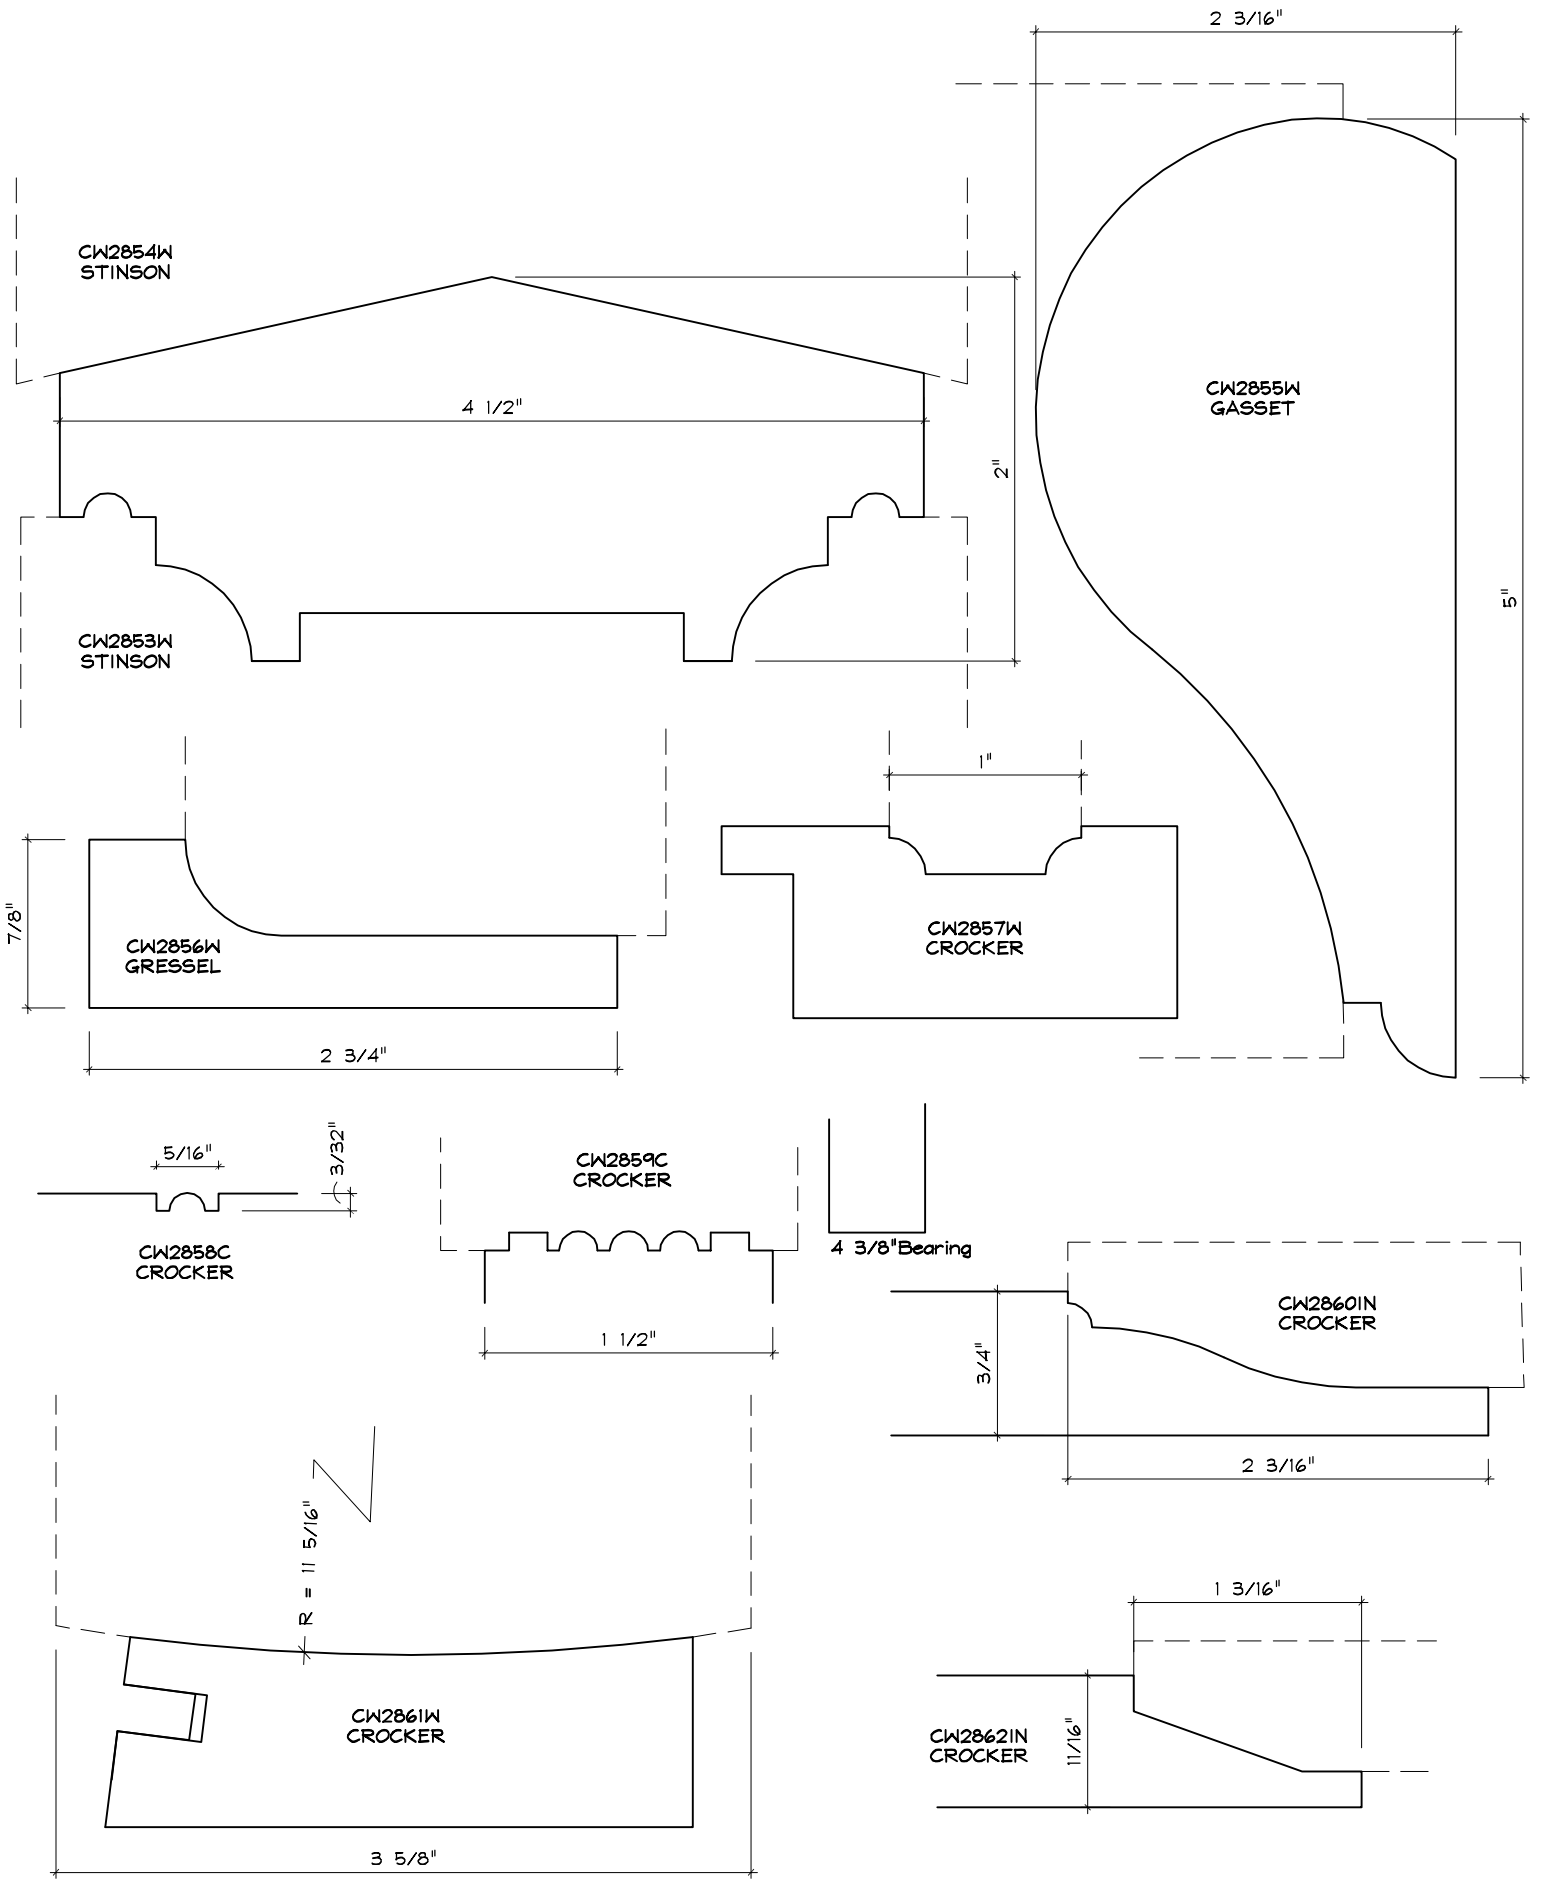 2 3/16"
CW2854W
STINSON
4 1/2"
2"
CW2855W
GASSET
5"
CW2853W
STINSON
1"
7/8"
CW2856W
GRESSEL
CW2857W
CROCKER
2 3/4"
5/16"
3/32"
CW2858C
CROCKER
CW2859C
CROCKER
4 3/8"Bearing
1 1/2"
CW2860IN
CROCKER
3/4"
2 3/16"
R = 11 5/16"
CW2861W
CROCKER
3 5/8"
1 3/16"
CW2862IN
CROCKER
11/16"